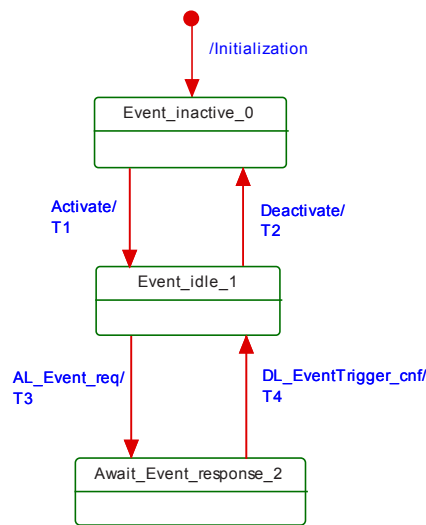 /Initialization
Event_inactive_0
Activate/
T1
Deactivate/
T2
Event_idle_1
AL_Event_req/
T3
DL_EventTrigger_cnf/
T4
Await_Event_response_2